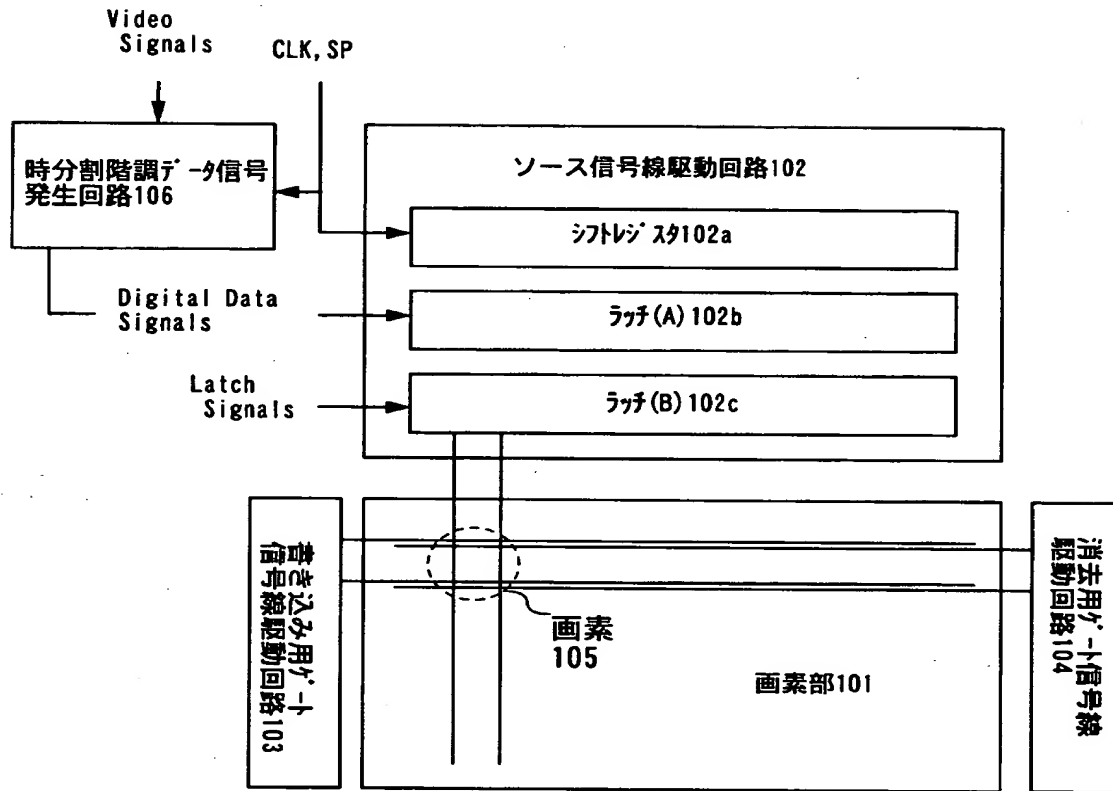 Video
Signals
CLK,SP
時分割階調ﾃﾞｰﾀ信号
発生回路106
ソース信号線駆動回路102
ｼﾌﾄﾚｼﾞｽﾀ102a
Digital Data
Signals
ﾗｯﾁ(A)102b
Latch
Signals
ﾗｯﾁ(B)102c
書き込み用ｹﾞｰﾄ
信号線駆動回路103
消去用ｹﾞｰﾄ信号線
駆動回路104
画素
105
画素部101